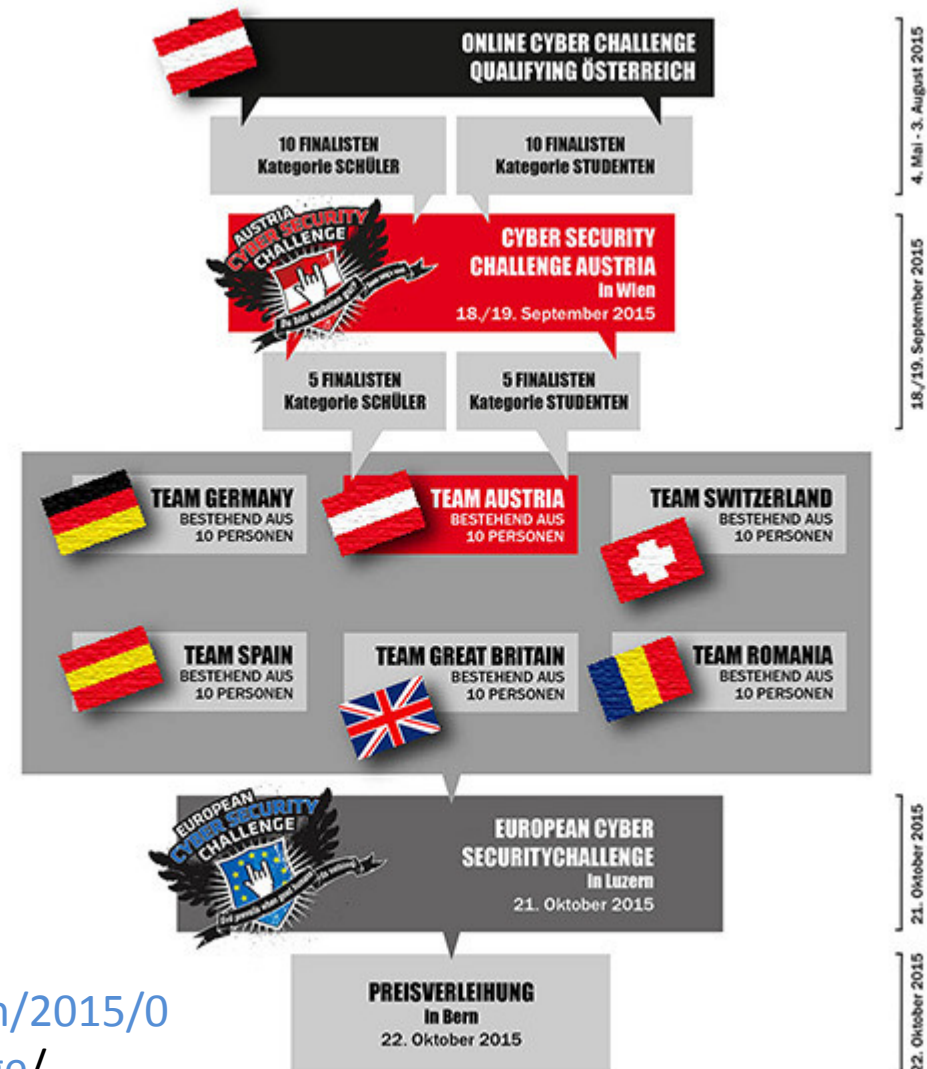 ONLINE CYBER CHALLENGE
QUALIFYING ÖSTERREICH
4. Mai - 3. August 2015
10 FINALISTEN
Kategorie SCHÜLER
10 FINALISTEN
Kategorie STUDENTEN
AUSTRIA
CYBER SECURITY
CHALLENGE
CYBER SECURITY
CHALLENGE AUSTRIA
in Wien
18./19. September 2015
18./19. September 2015
5 FINALISTEN
Kategorie SCHÜLER
5 FINALISTEN
Kategorie STUDENTEN
TEAM GERMANY
BESTEHEND AUS
10 PERSONEN
TEAM AUSTRIA
BESTEHEND AUS
10 PERSONEN
TEAM SWITZERLAND
BESTEHEND AUS
10 PERSONEN
TEAM SPAIN
BESTEHEND AUS
10 PERSONEN
TEAM GREAT BRITAIN
BESTEHEND AUS
10 PERSONEN
TEAM ROMANIA
BESTEHEND AUS
10 PERSONEN
EUROPEAN
CYBER SECURITY
CHALLENGE
EUROPEAN CYBER
SECURITYCHALLENGE
in Luzern
21. Oktober 2015
21. Oktober 2015
PREISVERLEIHUNG
in Bern
22. Oktober 2015
22. Oktober 2015
/2015/0